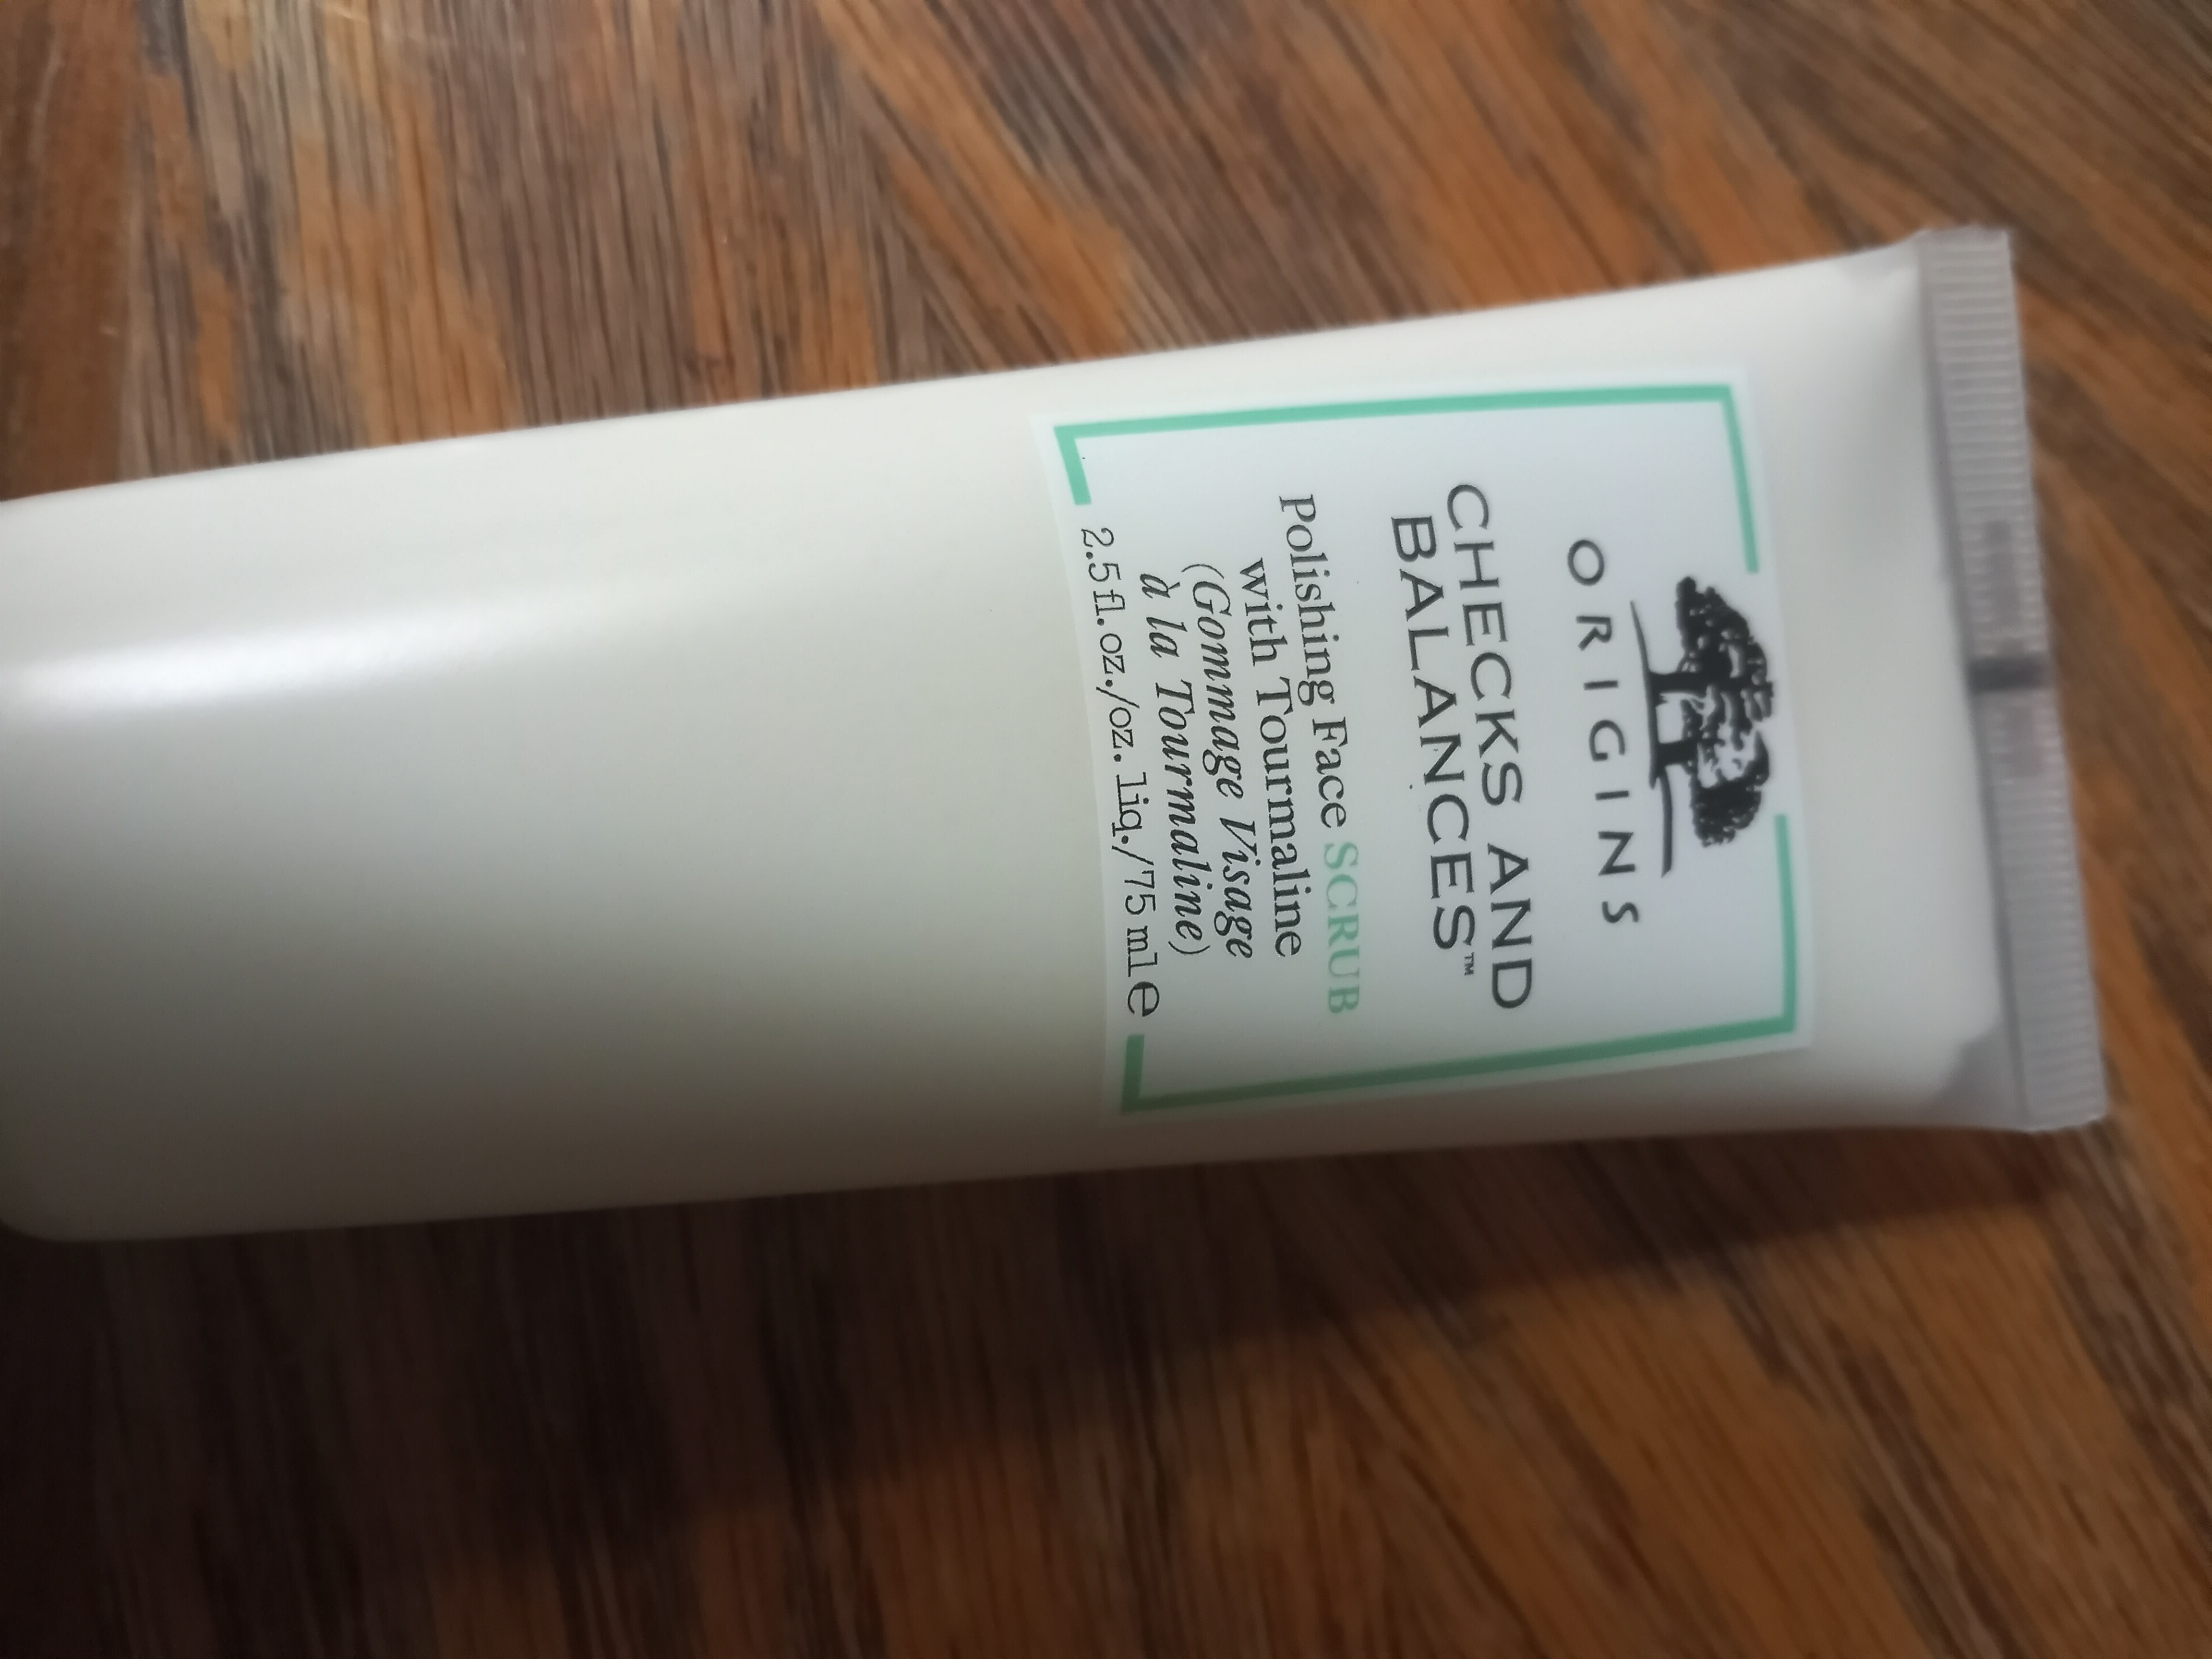 ORIGINS
CHECKS AND
BALANCES™
Polishing Face SCRUB
with Tourmaline
(Gommage Visage
à la Tourmaline)
2.5 fl.oz./oz.liq./75 ml e